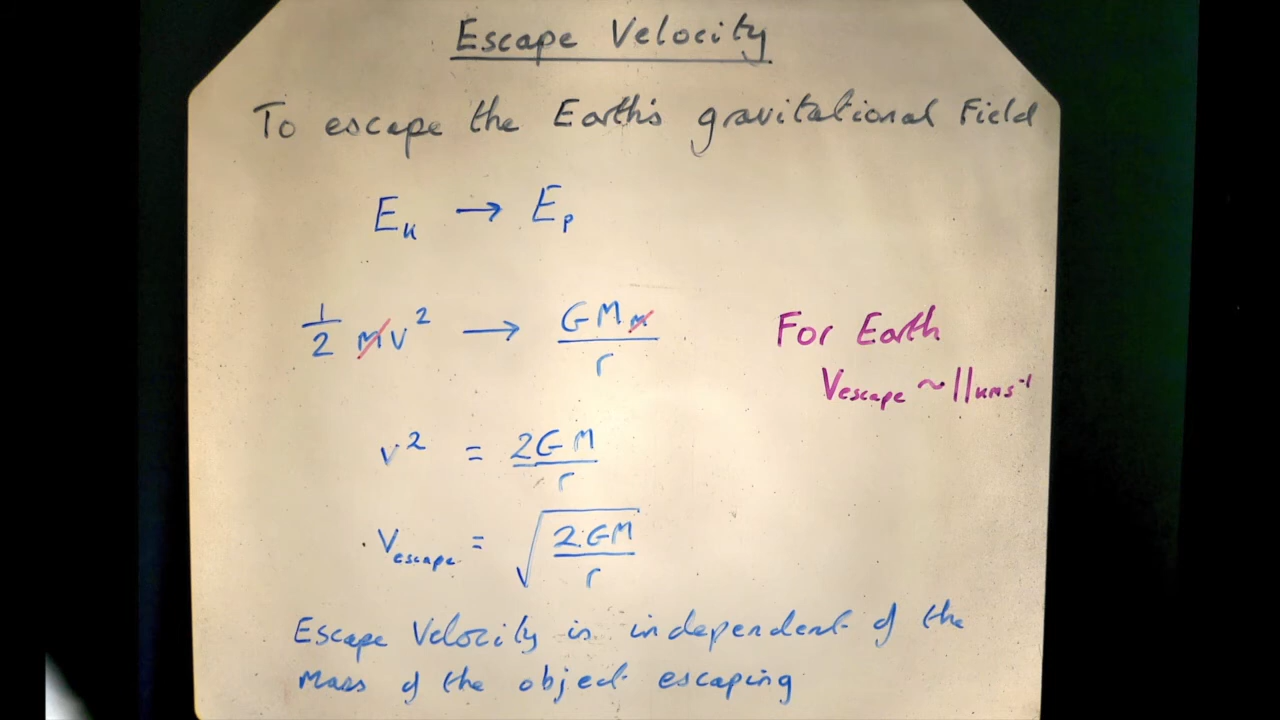 Escape Velocity
To escape the Earth's gravitational Field
Eₖ → Eₚ
½ mv² → GMm/r
For Earth
Vescape ~ 11kms⁻¹
v² = 2GM/r
Vescape = √(2GM/r)
Escape Velocity is independent of the
Mass of the object escaping